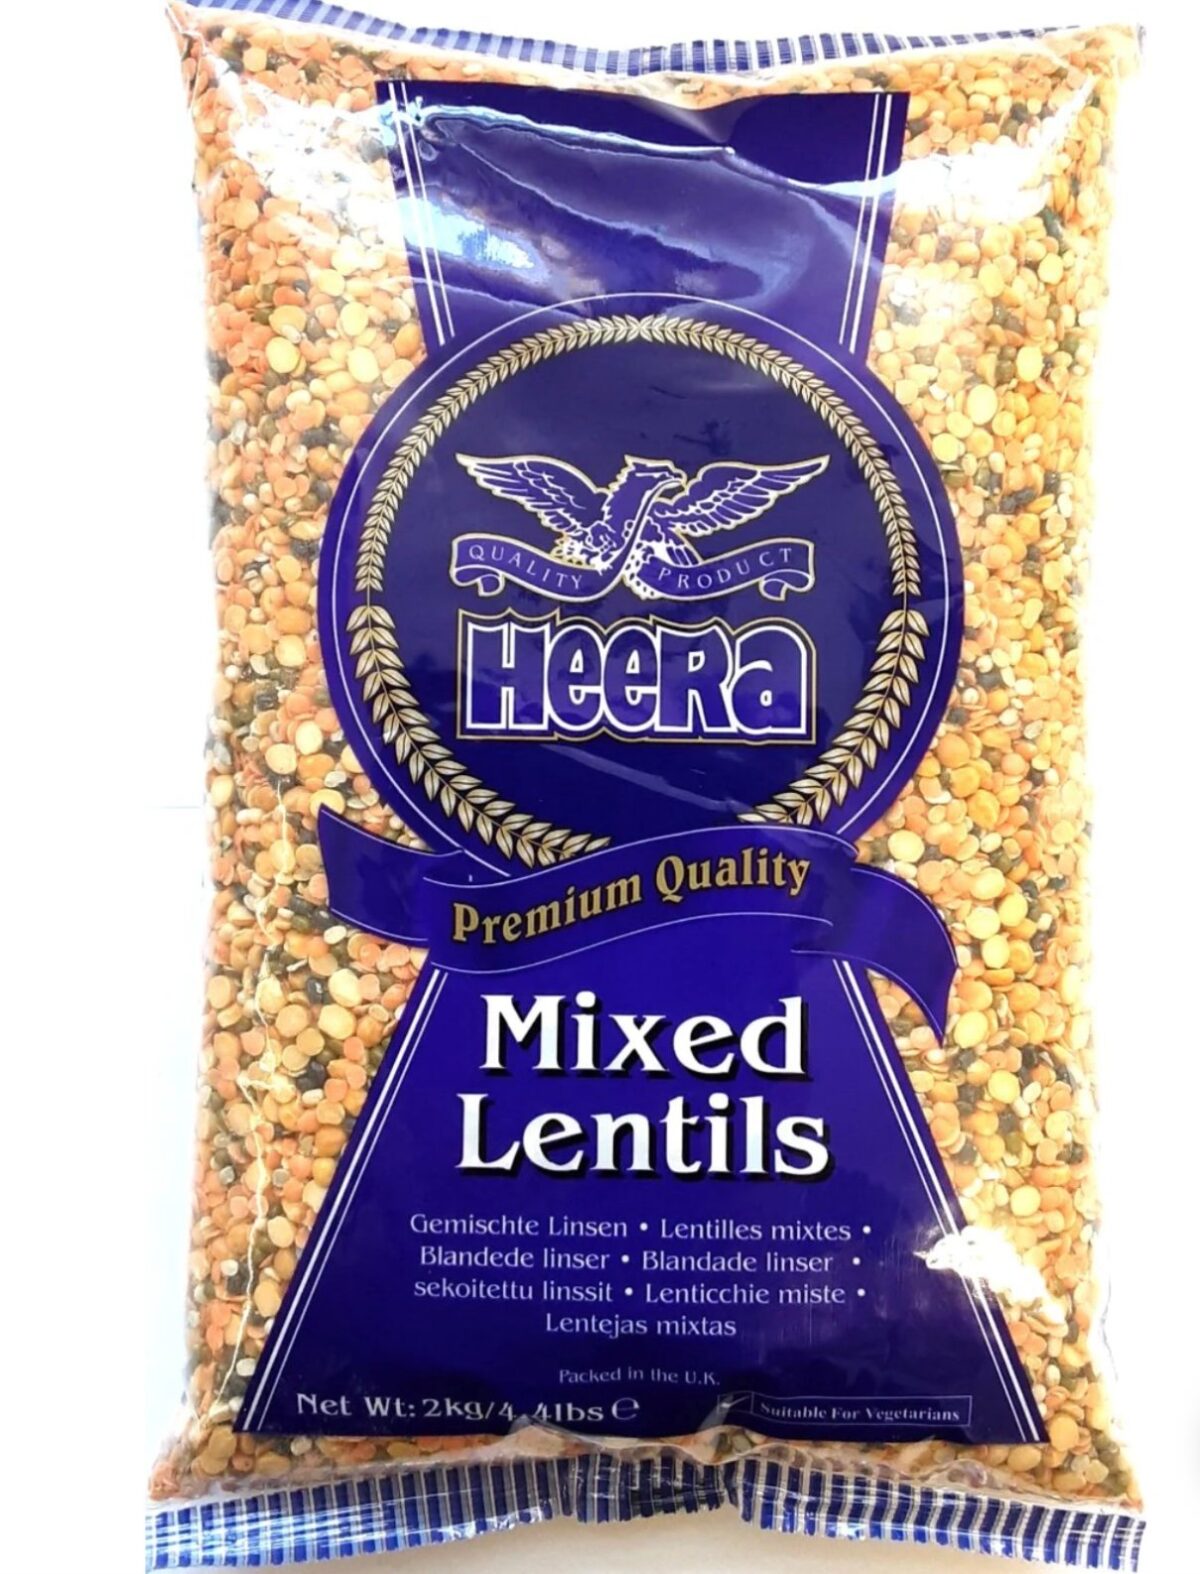 QUALITY PRODUCT
HeeRa
Premium Quality
Mixed
Lentils
Gemischte Linsen • Lentilles mixtes •
Blandede linser • Blandade linser •
sekoitettu linssit • Lenticchie miste •
Lentejas mixtas
Packed in the U.K.
Net Wt: 2kg/4.4lbs ℮
Suitable For Vegetarians